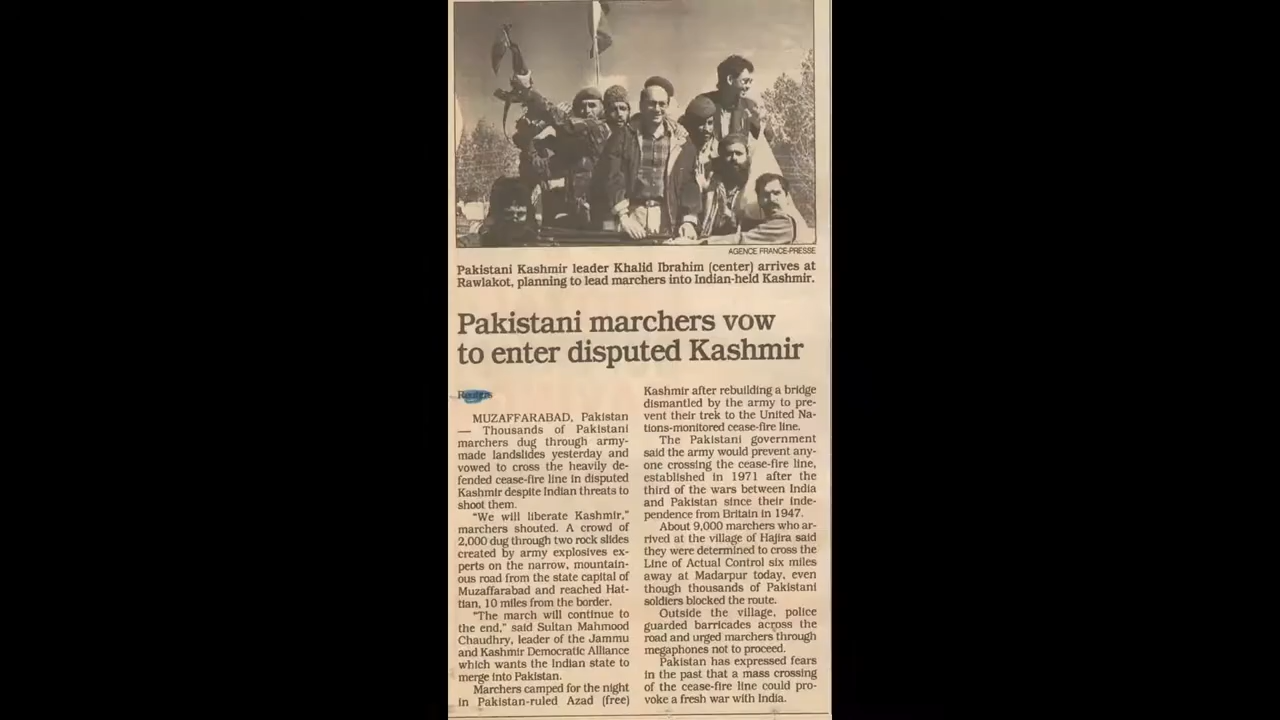 AGENCE FRANCE-PRESSE
Pakistani Kashmir leader Khalid Ibrahim (center) arrives at
Rawlakot, planning to lead marchers into Indian-held Kashmir.
Pakistani marchers vow
to enter disputed Kashmir
Reuters
MUZAFFARABAD, Pakistan
— Thousands of Pakistani
marchers dug through army-
made landslides yesterday and
vowed to cross the heavily de-
fended cease-fire line in disputed
Kashmir despite Indian threats to
shoot them.
"We will liberate Kashmir,"
marchers shouted. A crowd of
2,000 dug through two rock slides
created by army explosives ex-
perts on the narrow, mountain-
ous road from the state capital of
Muzaffarabad and reached Hat-
tian, 10 miles from the border.
"The march will continue to
the end," said Sultan Mahmood
Chaudhry, leader of the Jammu
and Kashmir Democratic Alliance
which wants the Indian state to
merge into Pakistan.
Marchers camped for the night
in Pakistan-ruled Azad (free)
Kashmir after rebuilding a bridge
dismantled by the army to pre-
vent their trek to the United Na-
tions-monitored cease-fire line.
The Pakistani government
said the army would prevent any-
one crossing the cease-fire line,
established in 1971 after the
third of the wars between India
and Pakistan since their inde-
pendence from Britain in 1947.
About 9,000 marchers who ar-
rived at the village of Hajira said
they were determined to cross the
Line of Actual Control six miles
away at Madarpur today, even
though thousands of Pakistani
soldiers blocked the route.
Outside the village, police
guarded barricades across the
road and urged marchers through
megaphones not to proceed.
Pakistan has expressed fears
in the past that a mass crossing
of the cease-fire line could pro-
voke a fresh war with India.